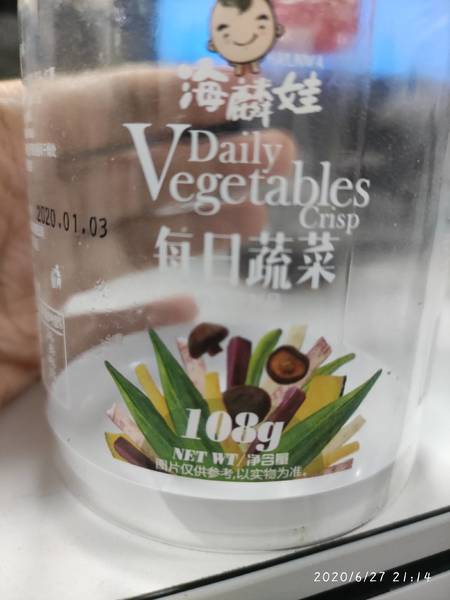 海麟娃
Daily
Vegetables
Crisp
2020.01.03
每日蔬菜
108g
NET WT/净含量
图片仅供参考,以实物为准。
2020/6/27 21:14